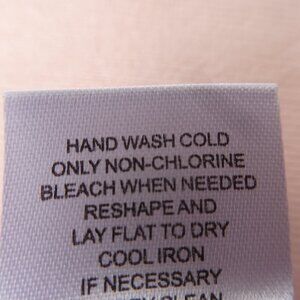 HAND WASH COLD
ONLY NON-CHLORINE
BLEACH WHEN NEEDED
RESHAPE AND
LAY FLAT TO DRY
COOL IRON
IF NECESSARY
CLEAN